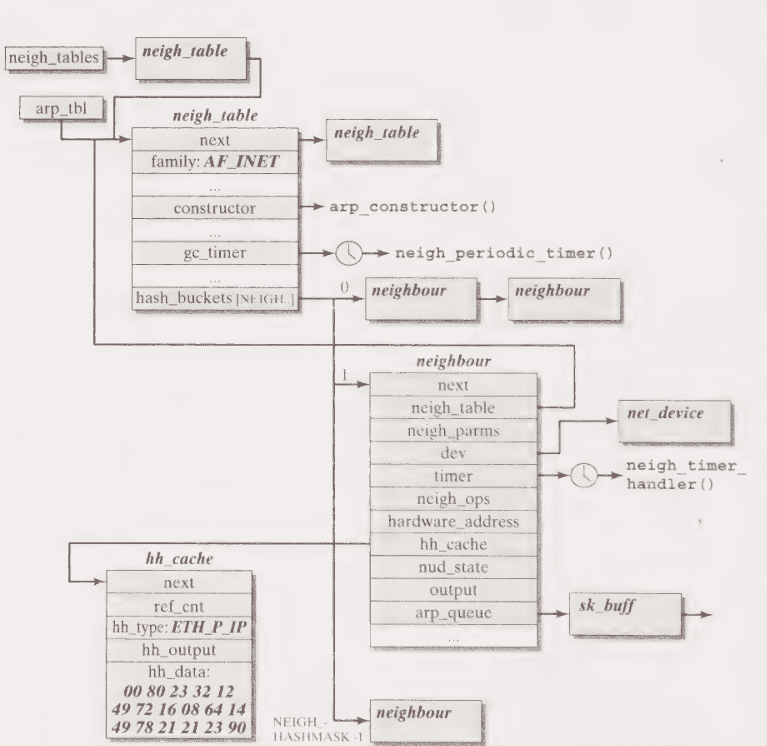 neigh_tables
neigh_table
arp_tbl
neigh_table
next
neigh_table
family: AF_INET
...
constructor
arp_constructor()
...
gc_timer
neigh_periodic_timer()
...
hash_buckets [NEIGH..]
0
neighbour
neighbour
neighbour
1
next
neigh_table
net_device
neigh_parms
dev
timer
neigh_timer_
handler()
neigh_ops
hardware_address
hh_cache
nud_state
output
arp_queue
sk_buff
...
hh_cache
next
ref_cnt
hh_type: ETH_P_IP
hh_output
hh_data:
00 80 23 32 12
49 72 16 08 64 14
49 78 21 21 23 90
NEIGH_-
HASHMASK -1
neighbour